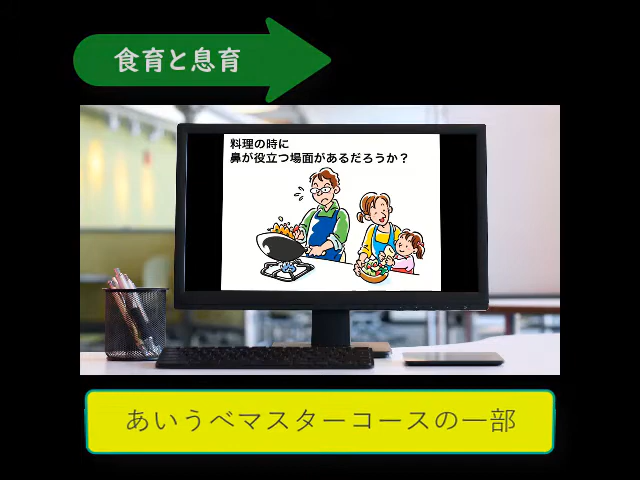 食育と息育
料理の時に
鼻が役立つ場面があるだろうか？
あいうべマスターコースの一部